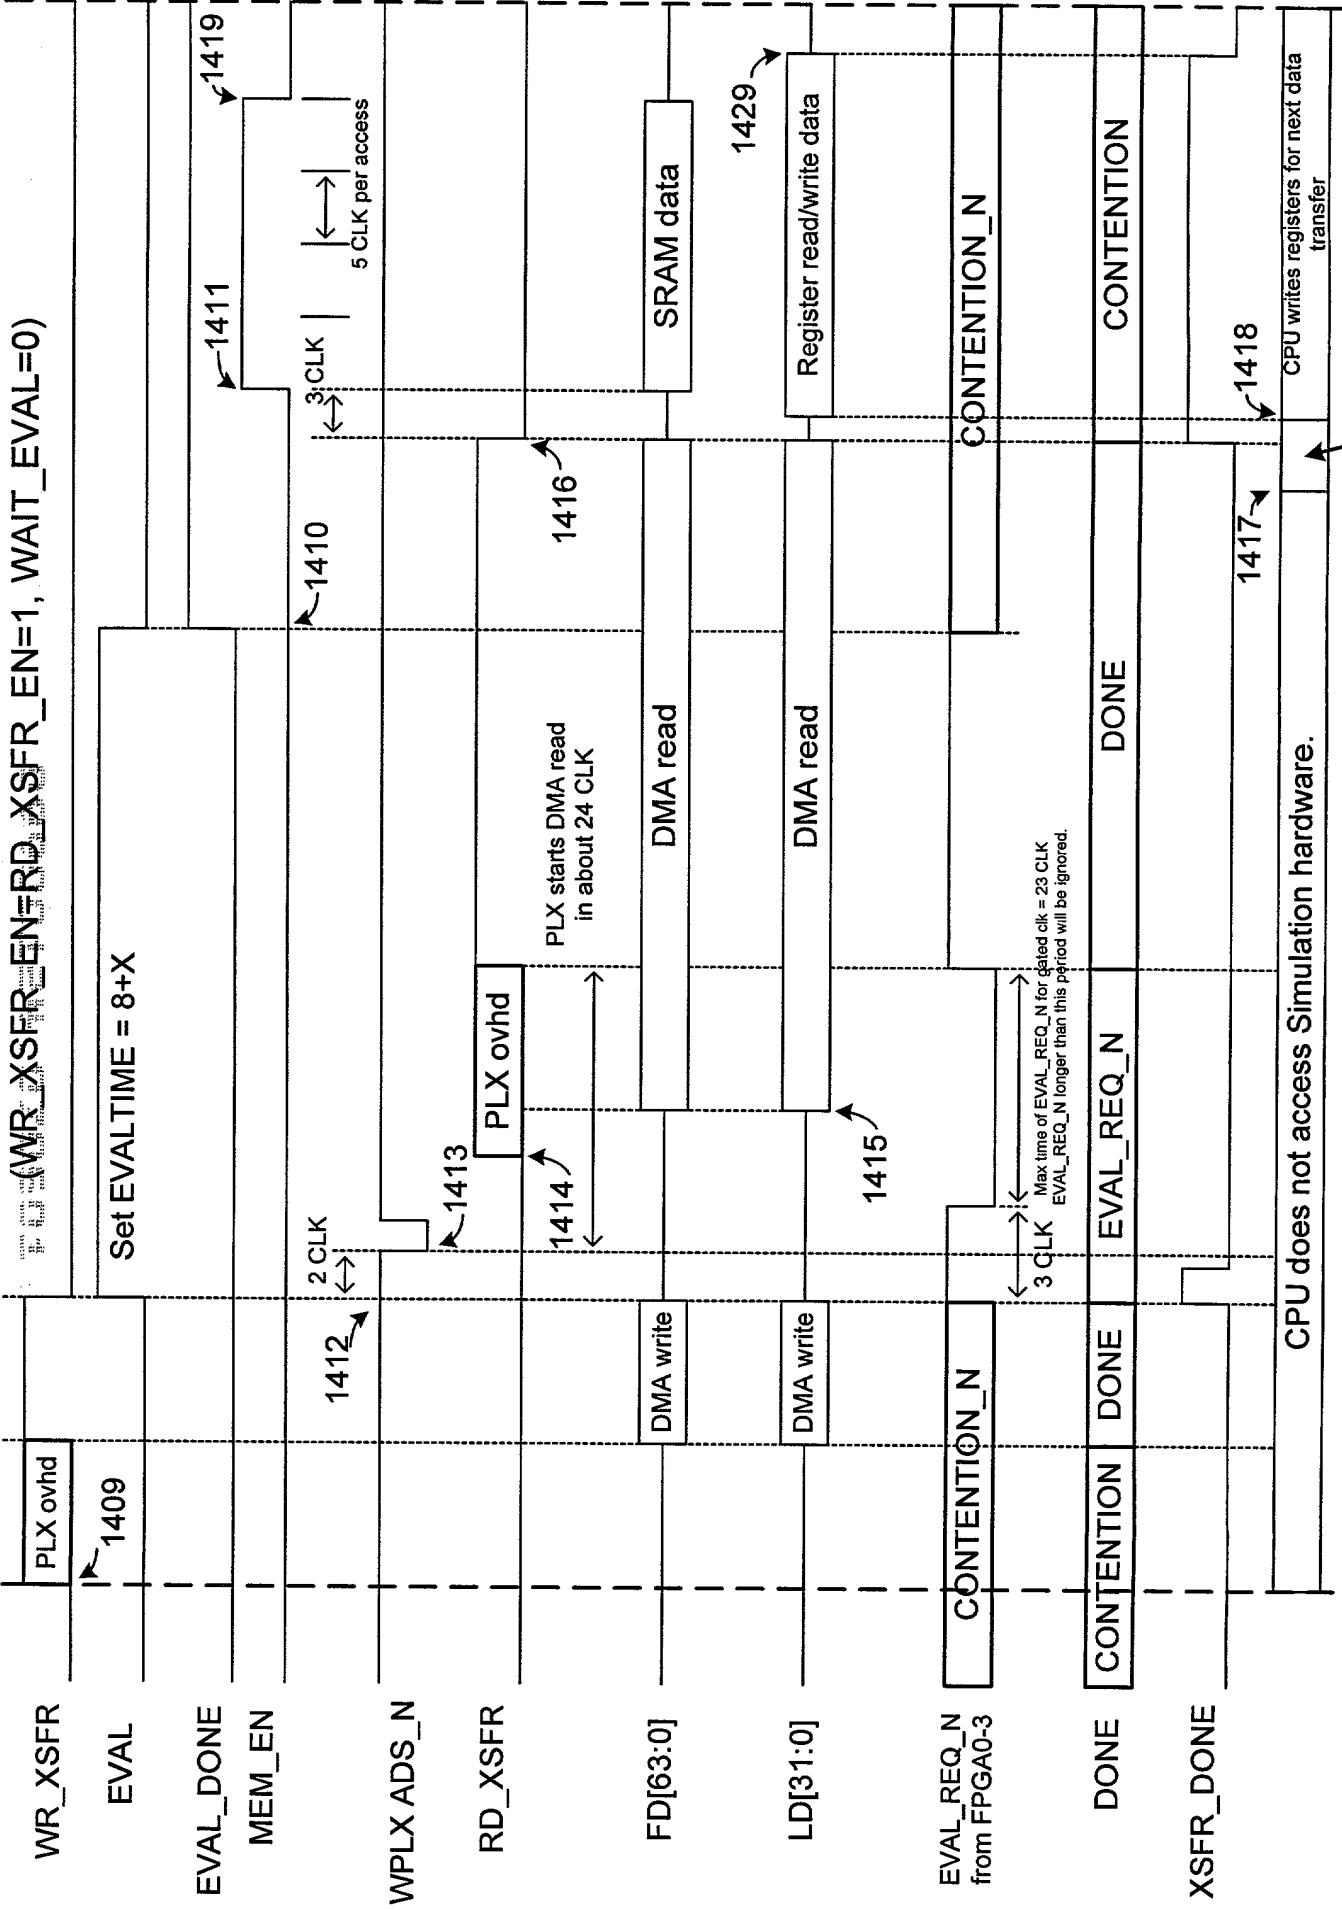 (WR_XSFR_EN=RD_XSFR_EN=1, WAIT_EVAL=0)
WR_XSFR
PLX ovhd
1409
EVAL
Set EVALTIME = 8+X
EVAL_DONE
MEM_EN
1410
1411
1419
3 CLK
5 CLK per access
WPLX ADS_N
1412
2 CLK
1413
RD_XSFR
PLX ovhd
1414
1416
PLX starts DMA read
in about 24 CLK
FD[63:0]
DMA write
DMA read
SRAM data
LD[31:0]
DMA write
DMA read
Register read/write data
1415
1429
EVAL_REQ_N
from FPGA0-3
CONTENTION_N
CONTENTION_N
3 CLK
Max time of EVAL_REQ_N for gated clk = 23 CLK
EVAL_REQ_N longer than this period will be ignored.
DONE
CONTENTION
DONE
EVAL_REQ_N
DONE
CONTENTION
XSFR_DONE
1417
1418
CPU does not access Simulation hardware.
CPU writes registers for next data
transfer